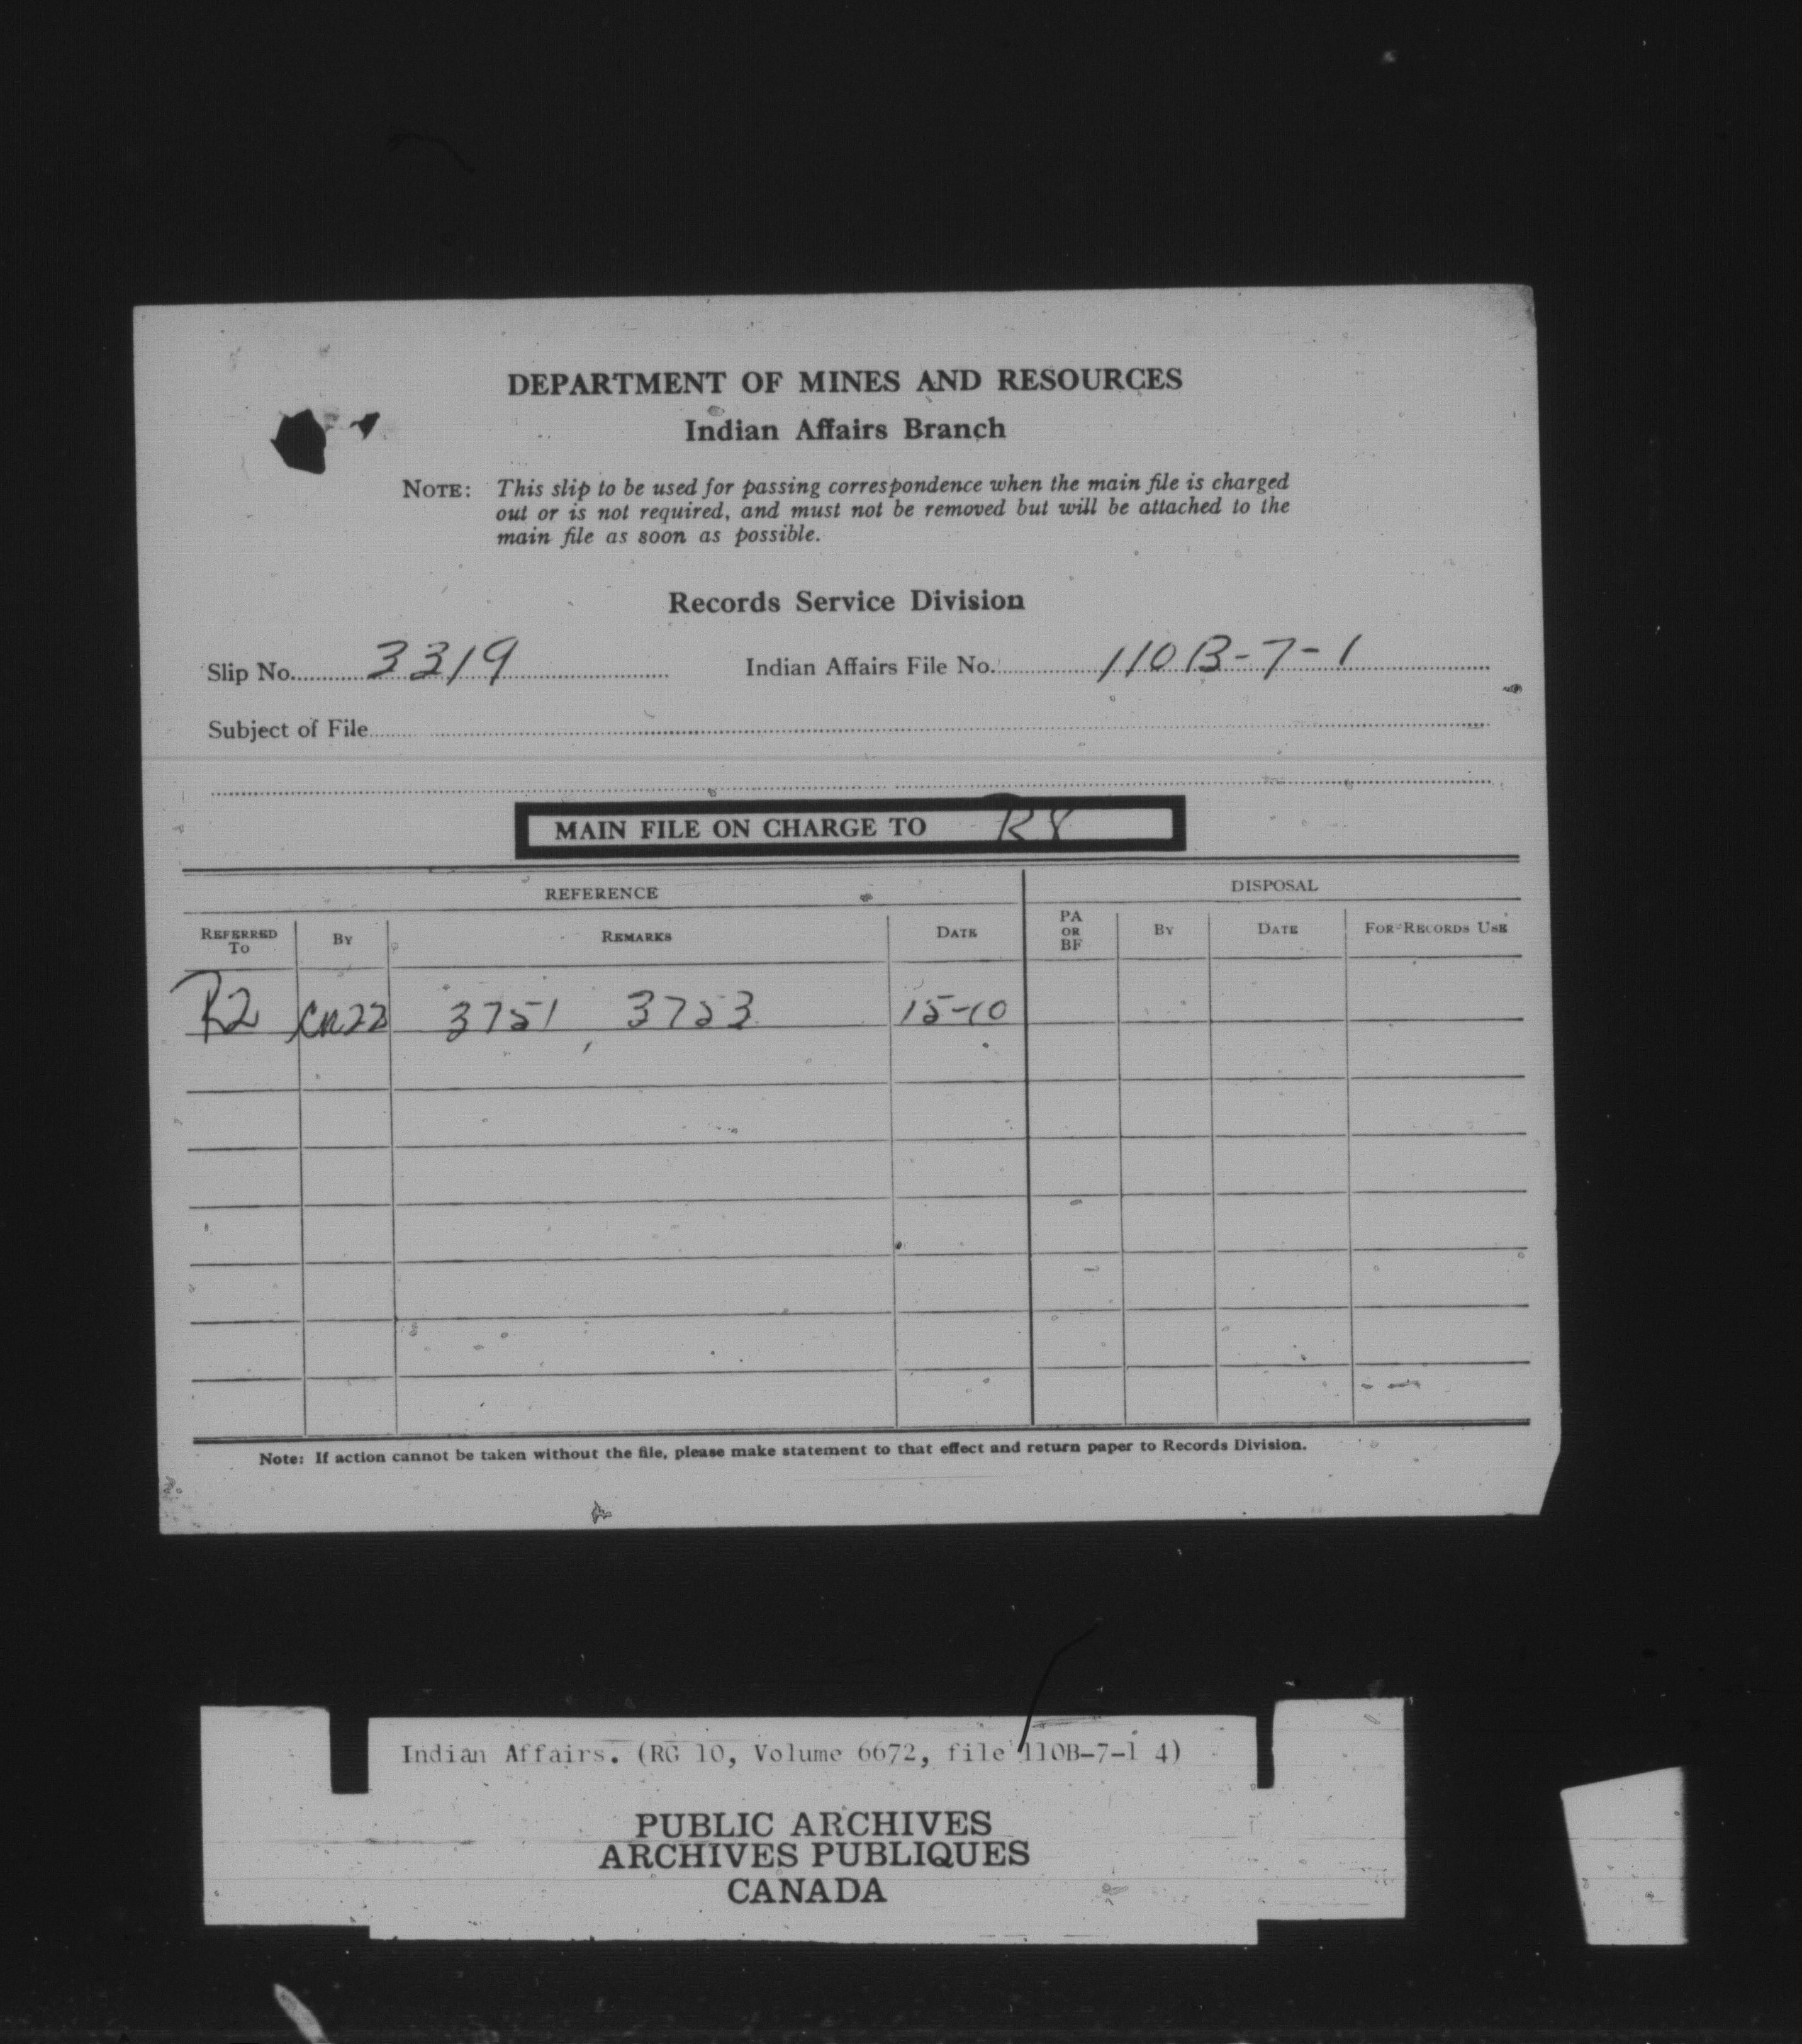 DEPARTMENT OF MINES AND RESOURCES
Indian Affairs Branch
NOTE: This slip to be used for passing correspondence when the main file is charged
out or is not required, and must not be removed but will be attached to the
main file as soon as possible.
Records Service Division
Slip No. 3319 Indian Affairs File No. 110B-7-1
Subject of File
MAIN FILE ON CHARGE TO R8
REFERENCE DISPOSAL
REFERRED TO BY REMARKS DATE PA OR BF BY DATE FOR RECORDS USE
R2 3751 3753 15-10
Note: If action cannot be taken without the file, please make statement to that effect and return paper to Records Division.
Indian Affairs. (RG 10, Volume 6672, file 110B-7-1 4)
PUBLIC ARCHIVES
ARCHIVES PUBLIQUES
CANADA